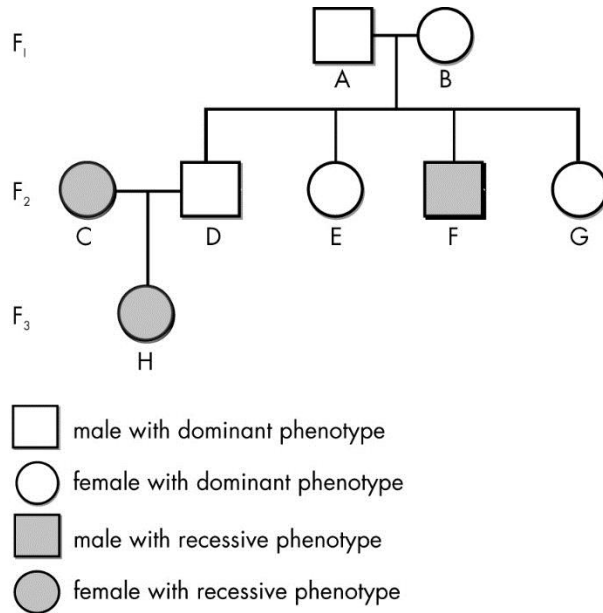 F₁
A B
F₂
C D E F G
F₃
H
male with dominant phenotype
female with dominant phenotype
male with recessive phenotype
female with recessive phenotype